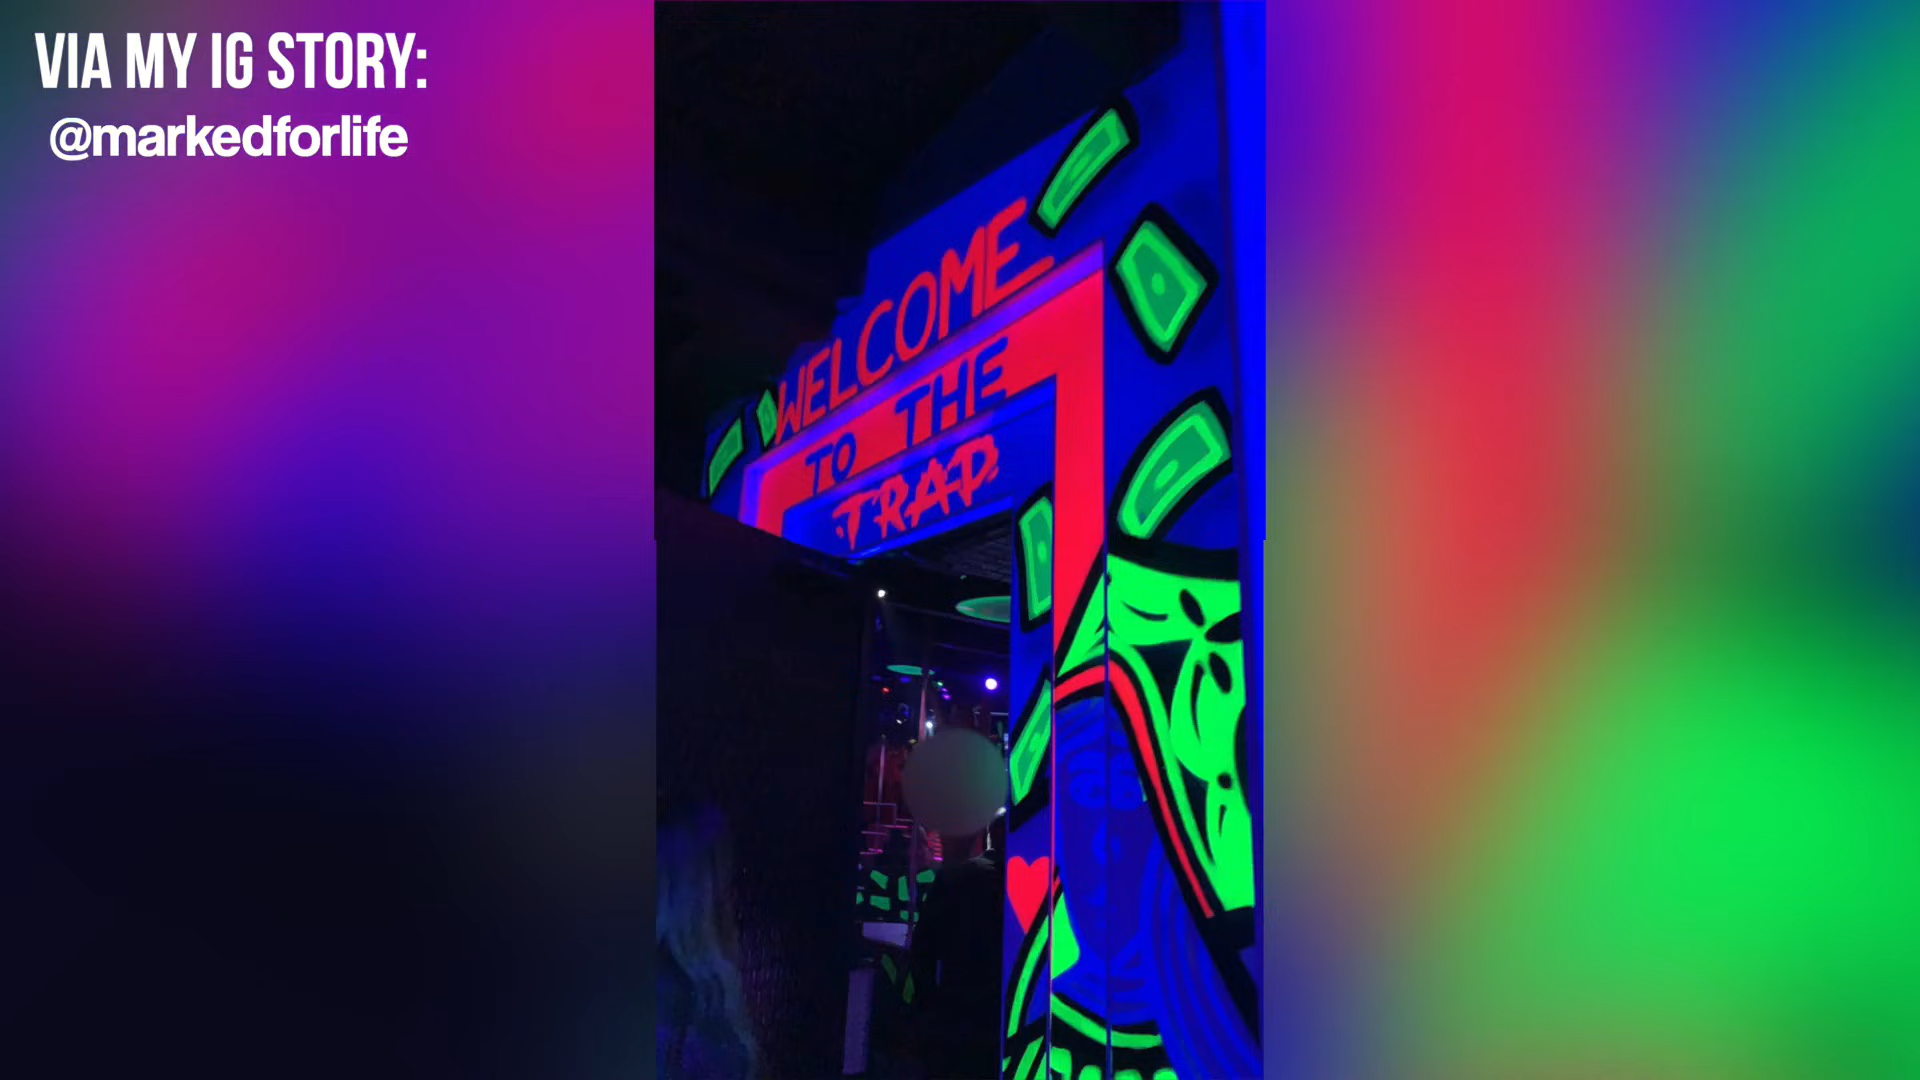 VIA MY IG STORY:
@markedforlife
WELCOME
TO THE
TRAP